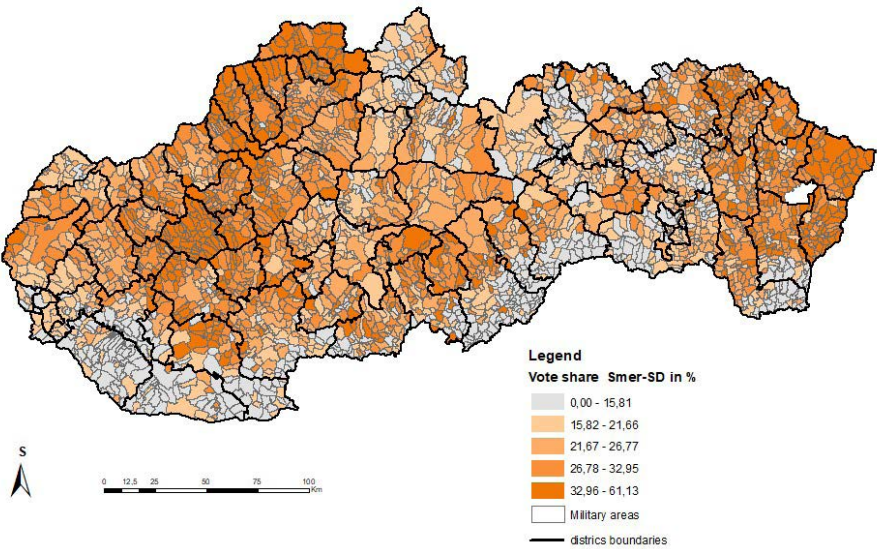 Legend
Vote share Smer-SD in %
0,00 - 15,81
15,82 - 21,66
21,67 - 26,77
26,78 - 32,95
32,96 - 61,13
Military areas
districs boundaries
S
0 12,5 25 50 75 100
Km